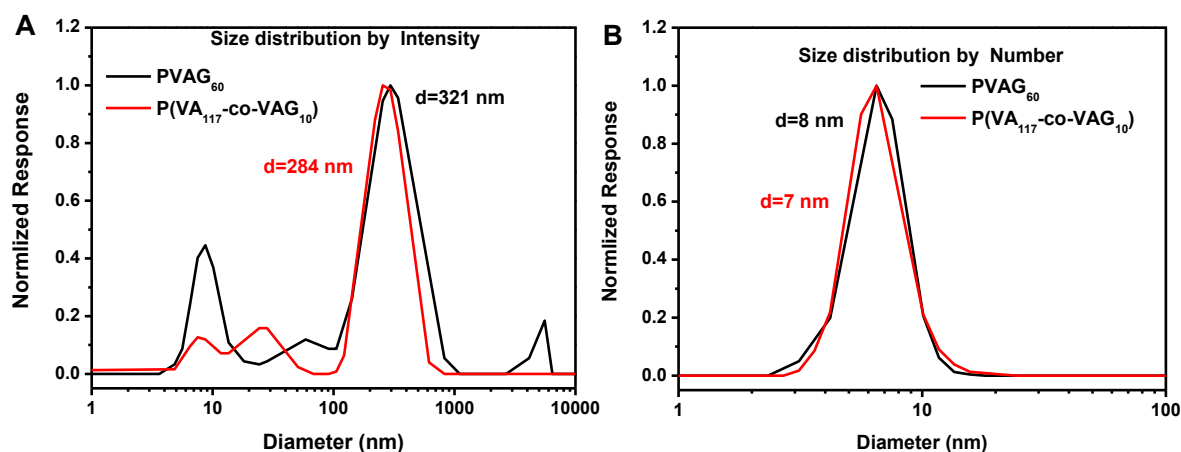 A
Size distribution by Intensity
PVAG60
P(VA117-co-VAG10)
d=321 nm
d=284 nm
Normlized Response
1.2
1.0
0.8
0.6
0.4
0.2
0.0
1
10
100
1000
10000
Diameter (nm)
B
Size distribution by Number
PVAG60
P(VA117-co-VAG10)
d=8 nm
d=7 nm
Normlized Response
1.2
1.0
0.8
0.6
0.4
0.2
0.0
1
10
100
Diameter (nm)